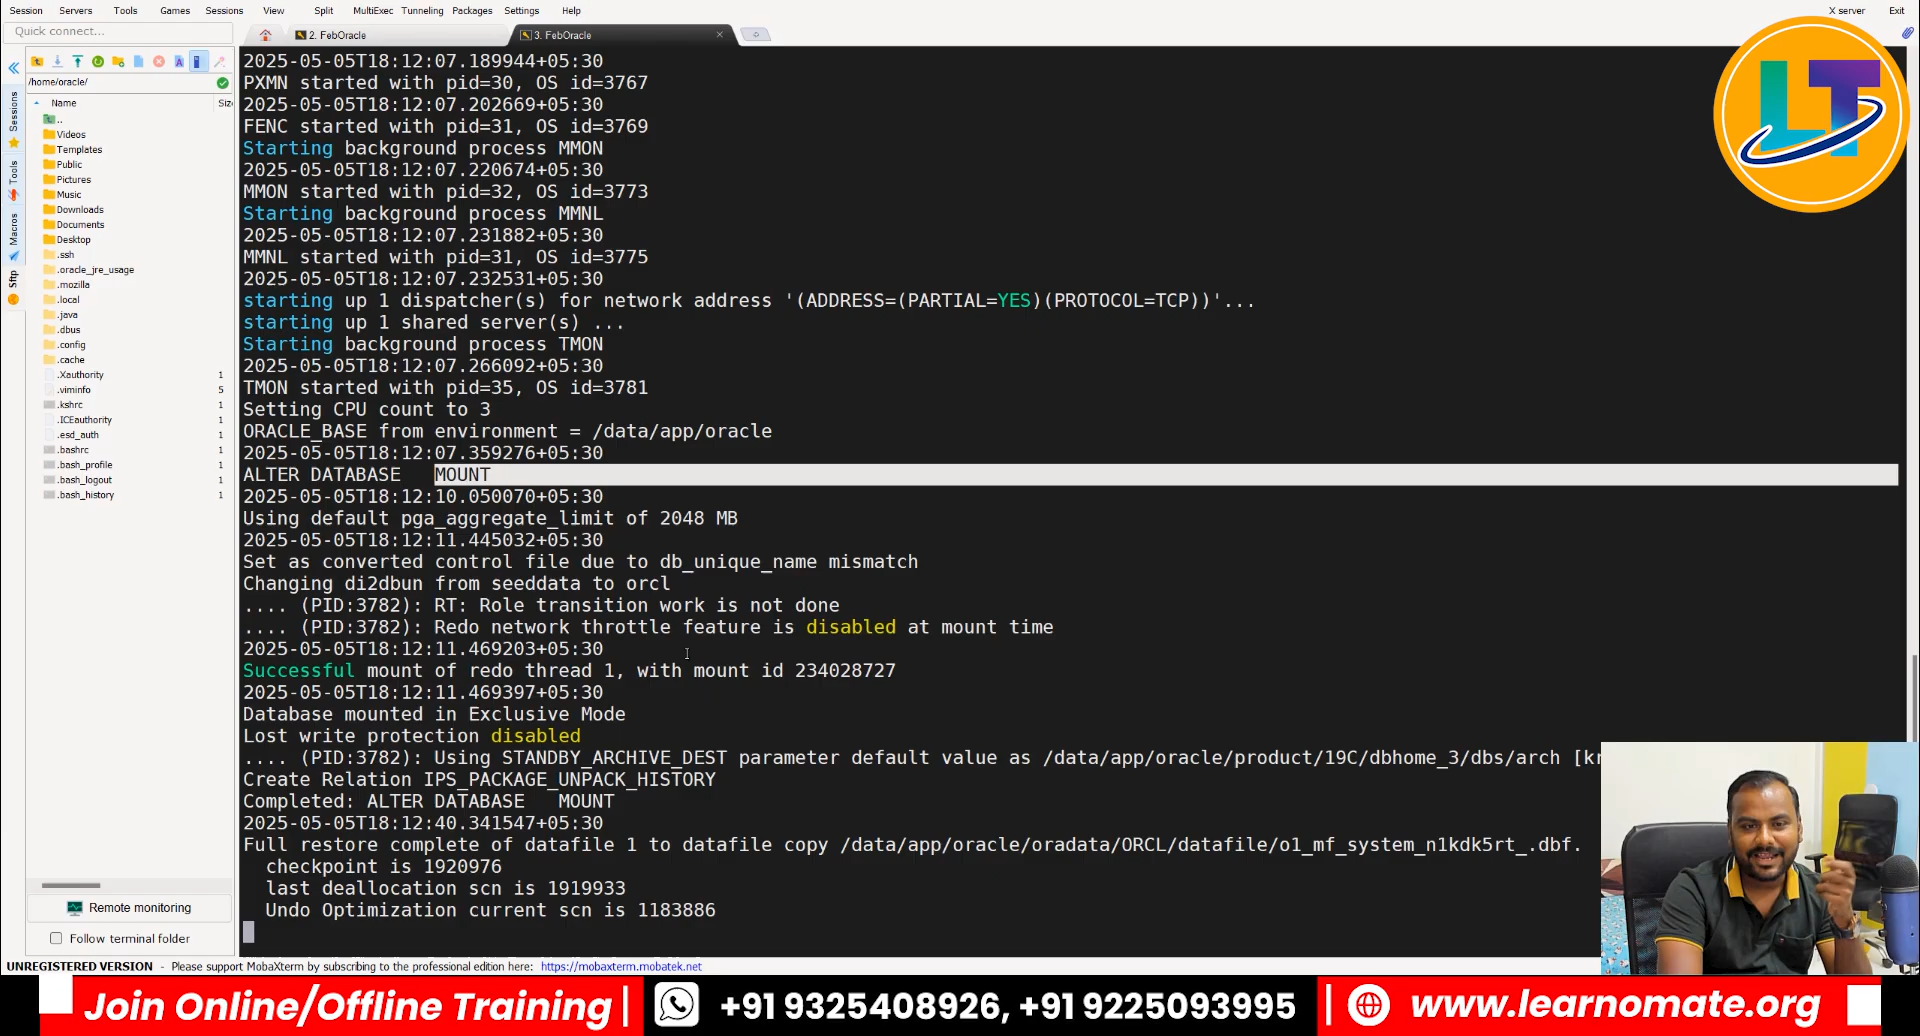 Session Servers Tools Games Sessions View Split MultiExec Tunneling Packages Settings Help X server Exit
Quick connect...
2. FebOracle
3. FebOracle
/home/oracle/
Name
Size
..
Videos
Templates
Public
Pictures
Music
Downloads
Documents
Desktop
.ssh
.oracle_jre_usage
.mozilla
.local
.java
.dbus
.config
.cache
.Xauthority 1
.viminfo 5
.kshrc 1
.ICEauthority 1
.esd_auth 1
.bashrc 1
.bash_profile 1
.bash_logout 1
.bash_history 1
Sessions
Tools
Macros
Sftp
Remote monitoring
Follow terminal folder
2025-05-05T18:12:07.189944+05:30
PXMN started with pid=30, OS id=3767
2025-05-05T18:12:07.202669+05:30
FENC started with pid=31, OS id=3769
Starting background process MMON
2025-05-05T18:12:07.220674+05:30
MMON started with pid=32, OS id=3773
Starting background process MMNL
2025-05-05T18:12:07.231882+05:30
MMNL started with pid=31, OS id=3775
2025-05-05T18:12:07.232531+05:30
starting up 1 dispatcher(s) for network address '(ADDRESS=(PARTIAL=YES)(PROTOCOL=TCP))'...
starting up 1 shared server(s) ...
Starting background process TMON
2025-05-05T18:12:07.266092+05:30
TMON started with pid=35, OS id=3781
Setting CPU count to 3
ORACLE_BASE from environment = /data/app/oracle
2025-05-05T18:12:07.359276+05:30
ALTER DATABASE MOUNT
2025-05-05T18:12:10.050070+05:30
Using default pga_aggregate_limit of 2048 MB
2025-05-05T18:12:11.445032+05:30
Set as converted control file due to db_unique_name mismatch
Changing di2dbun from seeddata to orcl
.... (PID:3782): RT: Role transition work is not done
.... (PID:3782): Redo network throttle feature is disabled at mount time
2025-05-05T18:12:11.469203+05:30
Successful mount of redo thread 1, with mount id 234028727
2025-05-05T18:12:11.469397+05:30
Database mounted in Exclusive Mode
Lost write protection disabled
.... (PID:3782): Using STANDBY_ARCHIVE_DEST parameter default value as /data/app/oracle/product/19C/dbhome_3/dbs/arch [kr
Create Relation IPS_PACKAGE_UNPACK_HISTORY
Completed: ALTER DATABASE MOUNT
2025-05-05T18:12:40.341547+05:30
Full restore complete of datafile 1 to datafile copy /data/app/oracle/oradata/ORCL/datafile/o1_mf_system_n1kdk5rt_.dbf.
checkpoint is 1920976
last deallocation scn is 1919933
Undo Optimization current scn is 1183886
LT
UNREGISTERED VERSION - Please support MobaXterm by subscribing to the professional edition here: https://mobaxterm.mobatek.net
Join Online/Offline Training | +91 9325408926, +91 9225093995 | www.learnomate.org